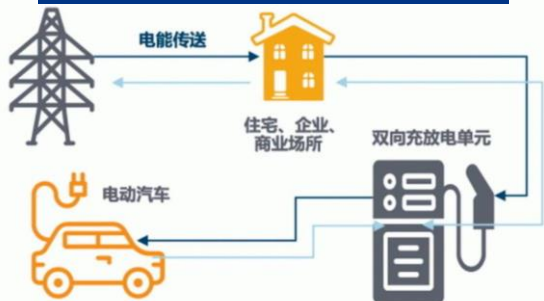 电能传送
住宅、企业、
商业场所
双向充放电单元
电动汽车